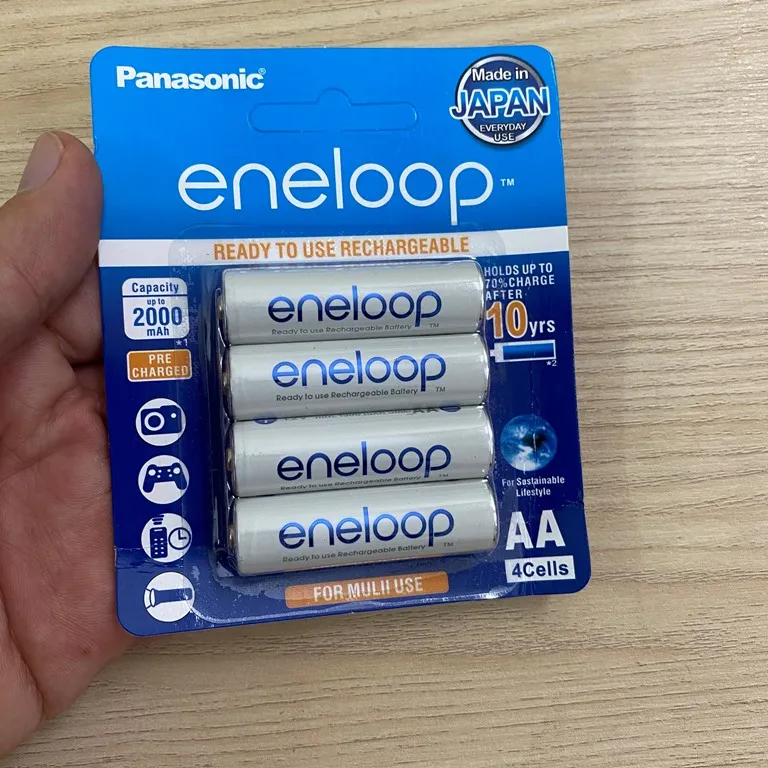 Panasonic®
Made in
JAPAN
EVERYDAY
USE
eneloop™
READY TO USE RECHARGEABLE
Capacity
up to
2000
mAh
*1
PRE
CHARGED
HOLDS UP TO
70%CHARGE
AFTER
10yrs
*2
eneloop
Ready to use Rechargeable Battery ™
eneloop
Ready to use Rechargeable Battery ™
eneloop
Ready to use Rechargeable Battery ™
eneloop
Ready to use Rechargeable Battery ™
For Sustainable
Lifestyle
AA
4Cells
FOR MULII USE